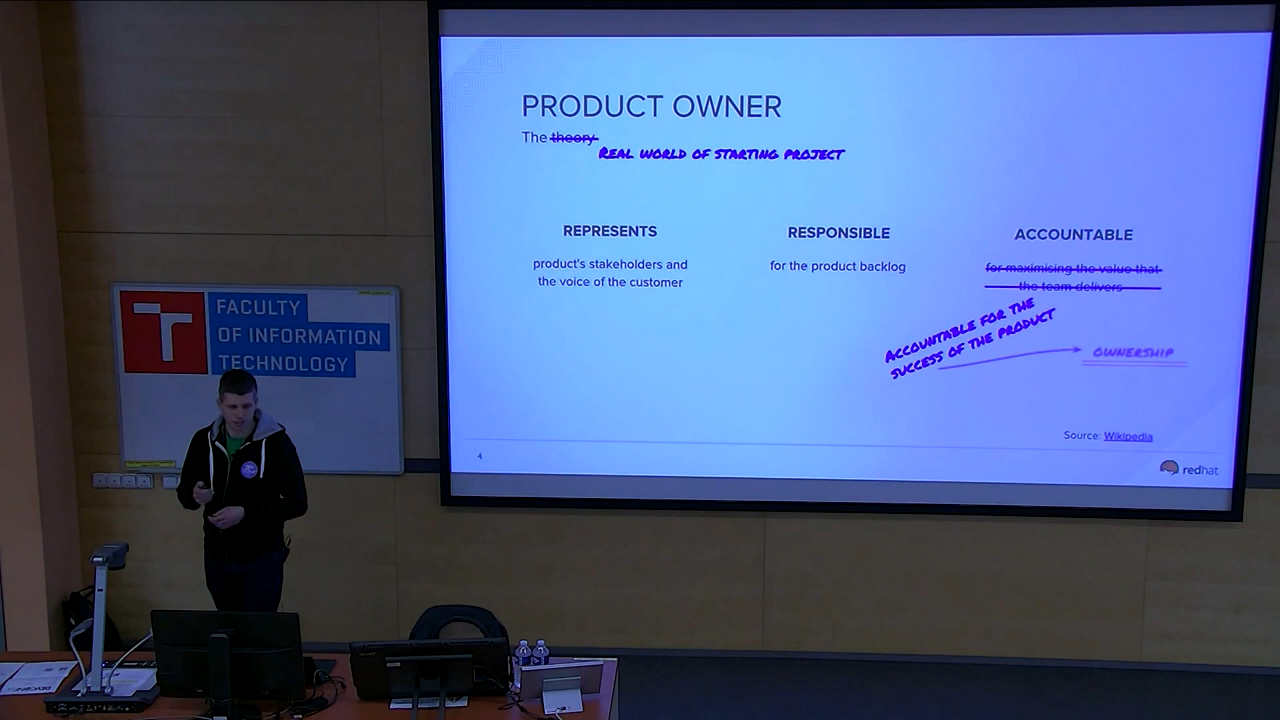 PRODUCT OWNER
The theory
REAL WORLD OF STARTING PROJECT
REPRESENTS
product's stakeholders and
the voice of the customer
RESPONSIBLE
for the product backlog
ACCOUNTABLE
for maximising the value that
the team delivers
ACCOUNTABLE FOR THE
SUCCESS OF THE PRODUCT
OWNERSHIP
Source: Wikipedia
4
redhat
FACULTY
OF INFORMATION
TECHNOLOGY